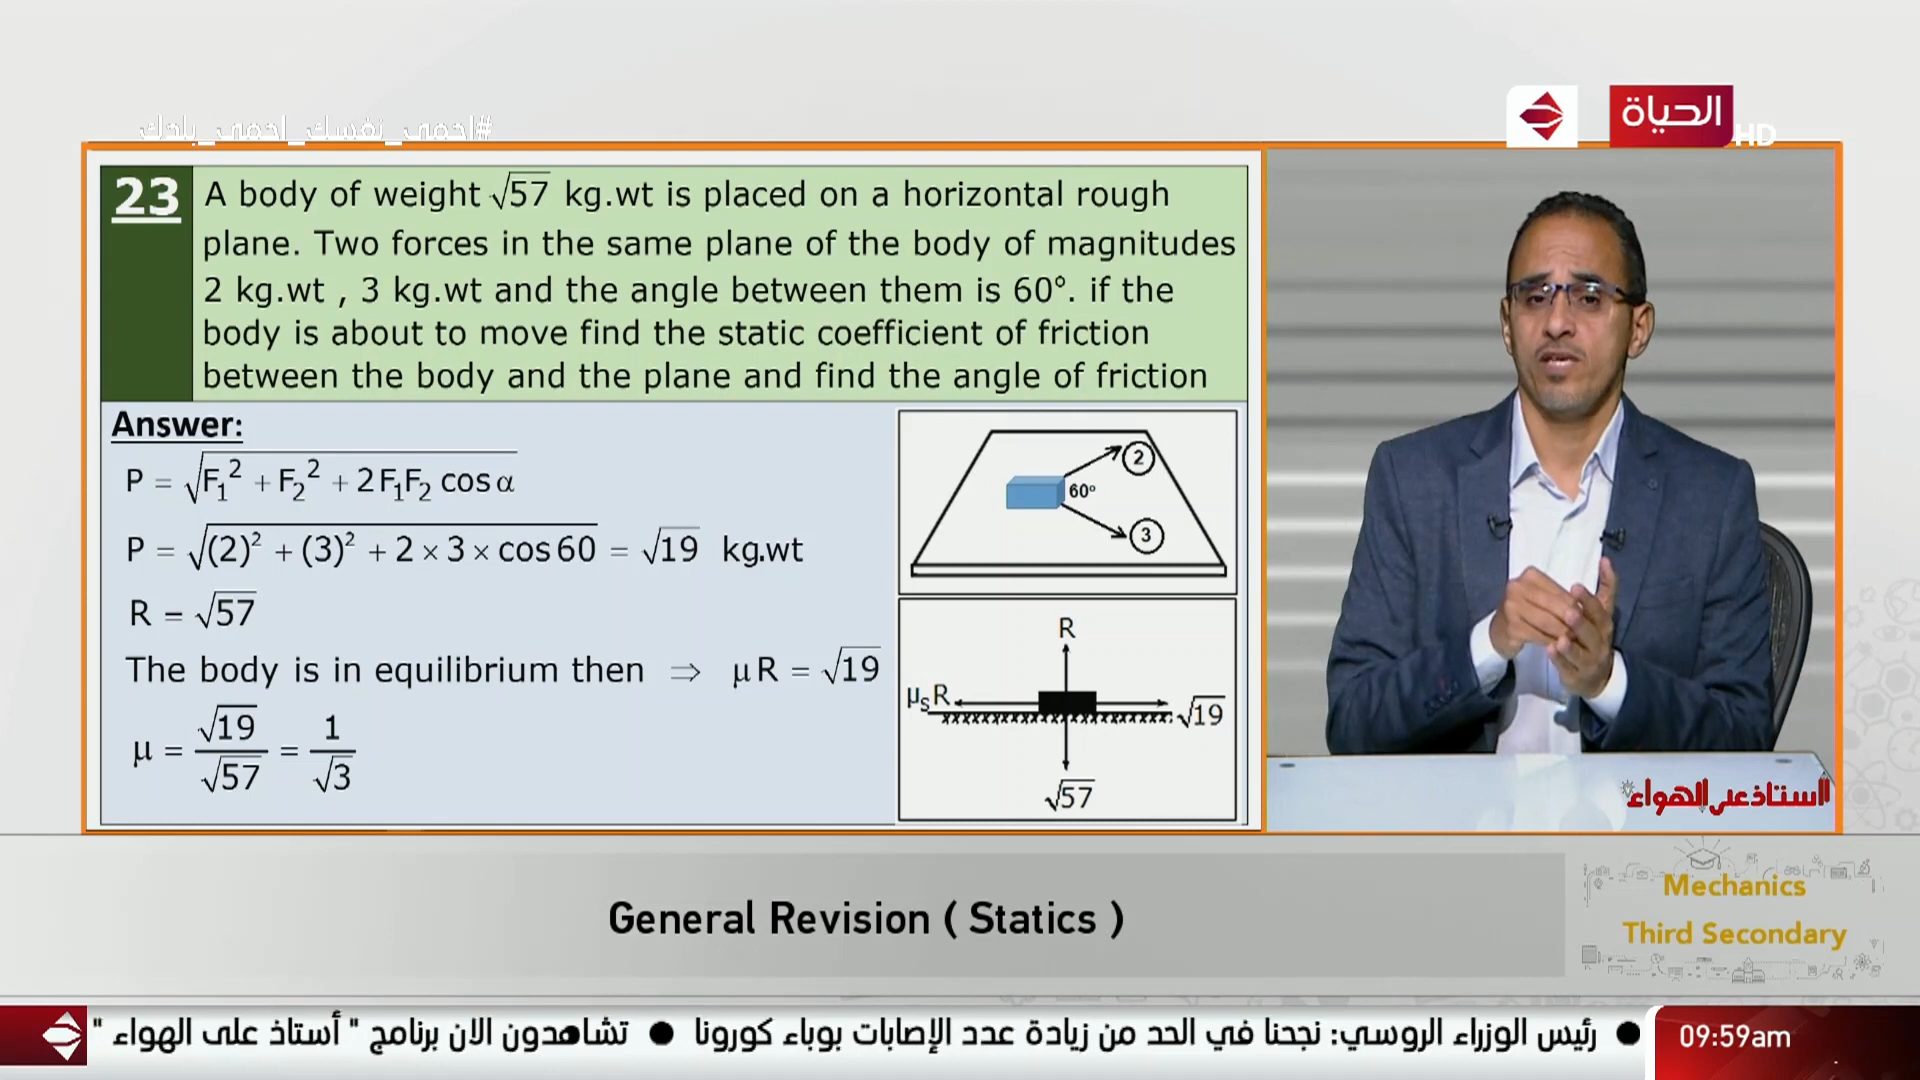 #احمي_نفسك_احمي_بلدك
الحياة
HD
23 A body of weight √57 kg.wt is placed on a horizontal rough
plane. Two forces in the same plane of the body of magnitudes
2 kg.wt , 3 kg.wt and the angle between them is 60°. if the
body is about to move find the static coefficient of friction
between the body and the plane and find the angle of friction
Answer:
P = √(F₁² + F₂² + 2F₁F₂ cos α)
P = √((2)² + (3)² + 2 × 3 × cos 60) = √19 kg.wt
R = √57
The body is in equilibrium then ⇒ μ R = √19
μ = √19/√57 = 1/√3
2
60°
3
R
μₛR
√19
√57
أستاذ على الهواء
General Revision ( Statics )
Mechanics
Third Secondary
● رئيس الوزراء الروسي: نجحنا في الحد من زيادة عدد الإصابات بوباء كورونا ● تشاهدون الان برنامج " أستاذ على الهواء "
09:59am